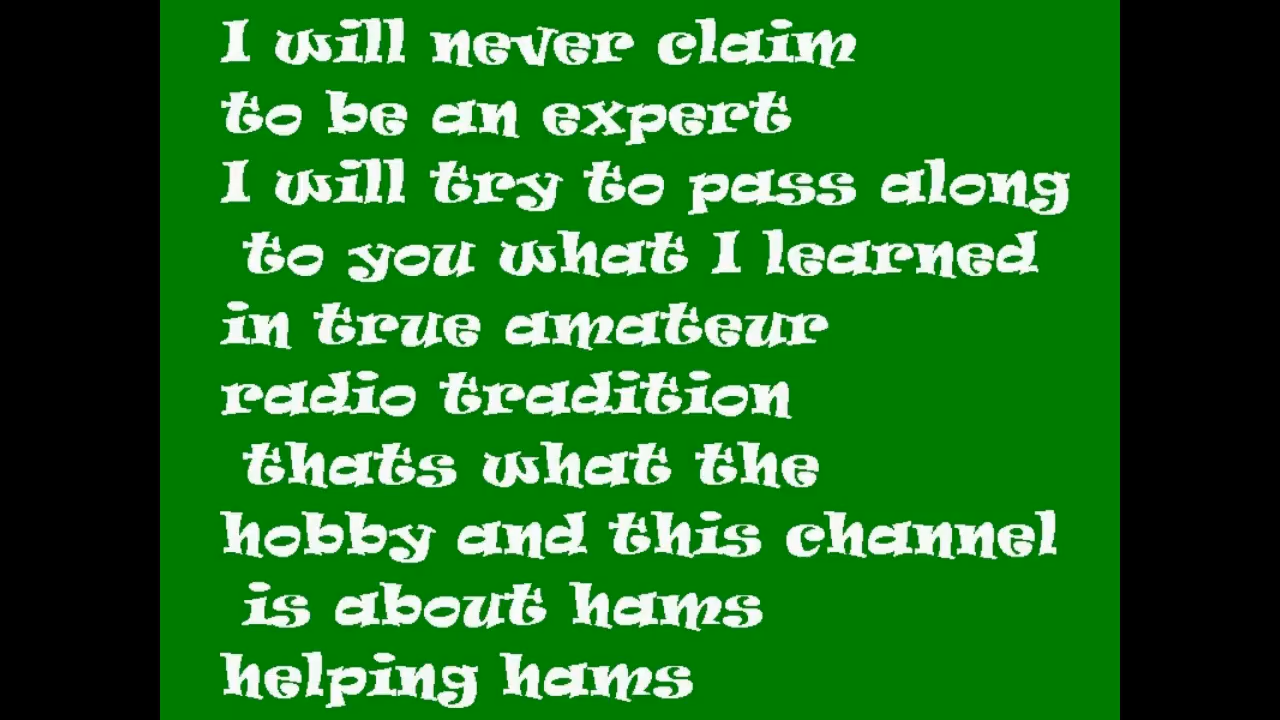 I will never claim
to be an expert
I will try to pass along
to you what I learned
in true amateur
radio tradition
thats what the
hobby and this channel
is about hams
helping hams